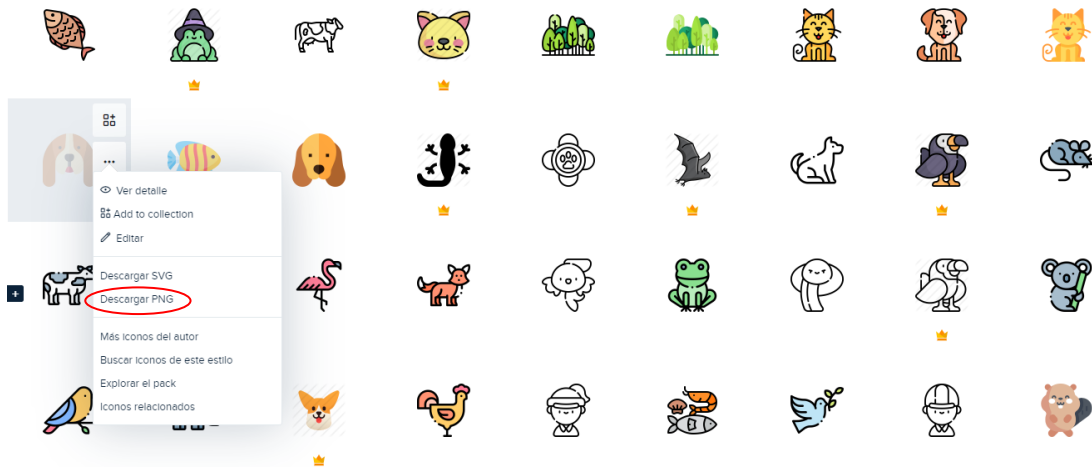 Ver detalle
Add to collection
Editar
Descargar SVG
Descargar PNG
Más iconos del autor
Buscar iconos de este estilo
Explorar el pack
Iconos relacionados